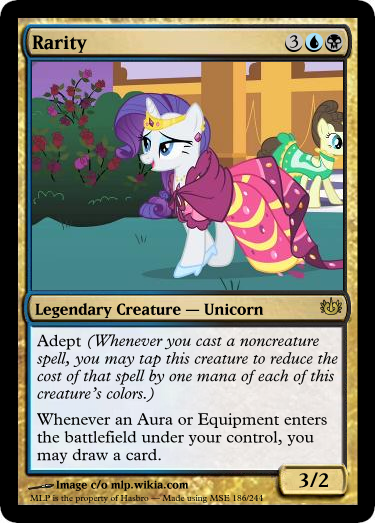 Rarity 3
Legendary Creature — Unicorn
Adept (Whenever you cast a noncreature
spell, you may tap this creature to reduce the
cost of that spell by one mana of each of this
creature's colors.)
Whenever an Aura or Equipment enters
the battlefield under your control, you
may draw a card.
3/2
Image c/o mlp.wikia.com
MLP is the property of Hasbro — Made using MSE 186/244